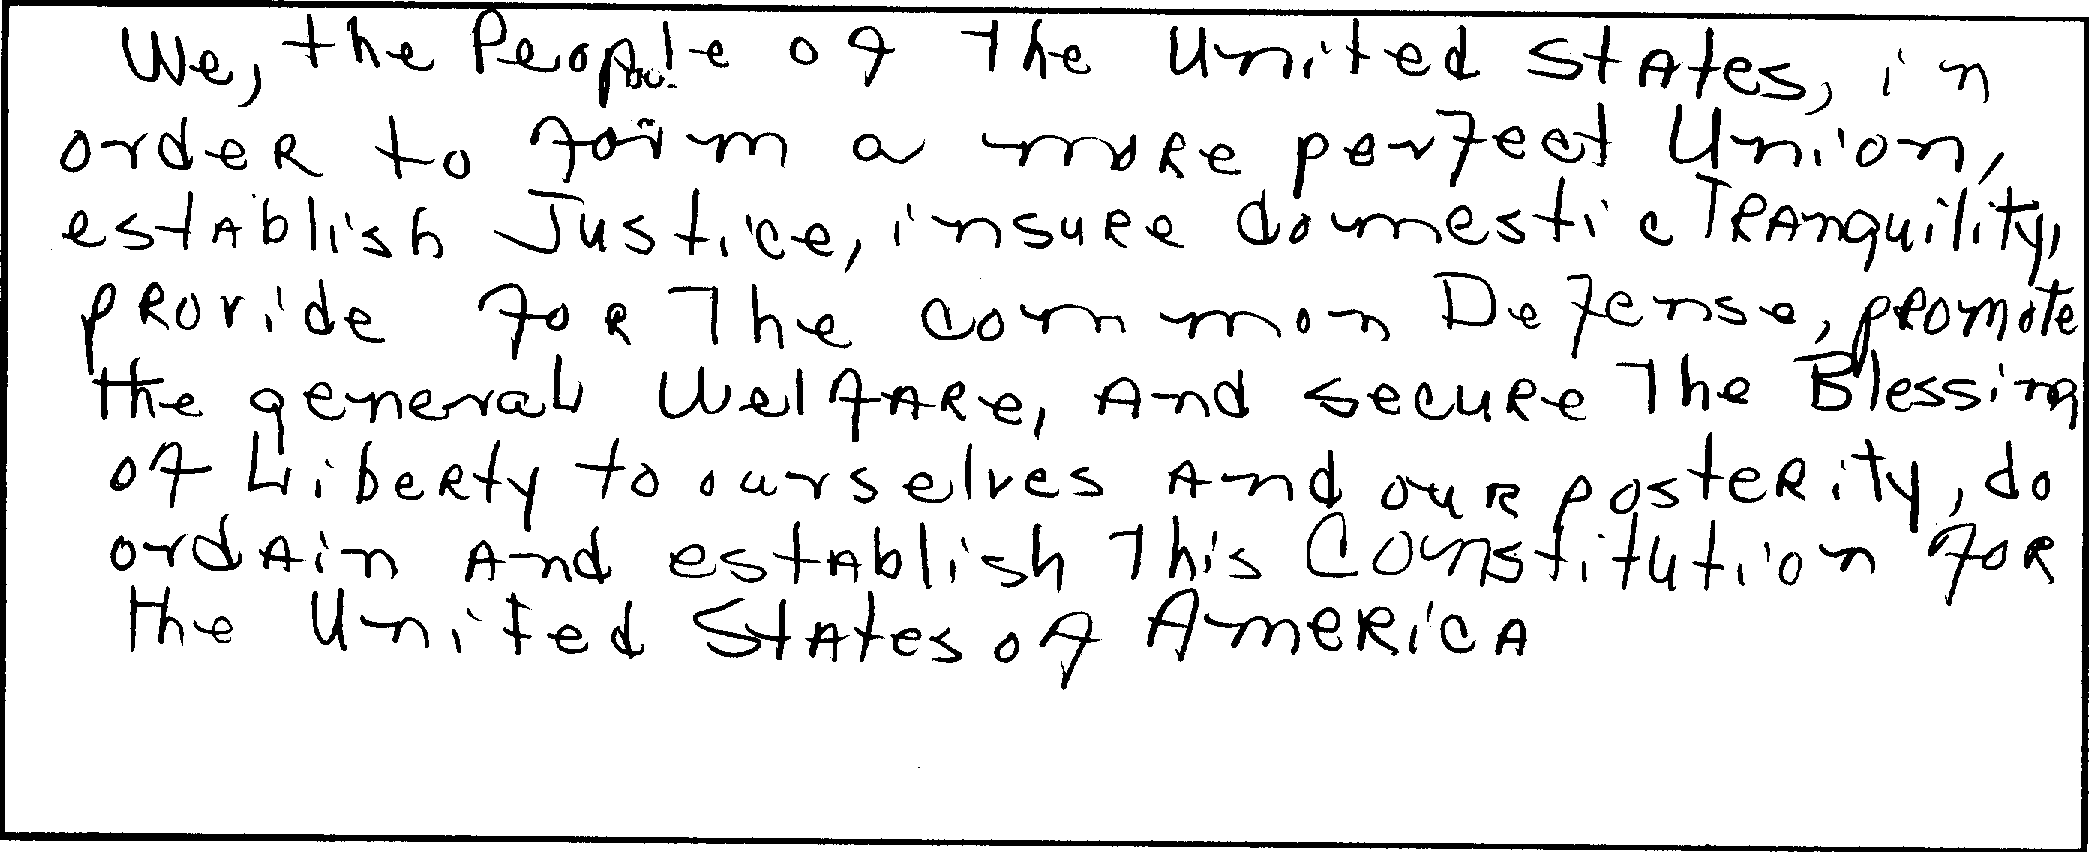 We, the People of the United States, in
order to form a more perfect Union,
establish Justice, insure domestic Tranquility,
provide for the common Defense, promote
the general Welfare, and secure the Blessing
of Liberty to ourselves and our posterity, do
ordain and establish this Constitution for
the United States of America